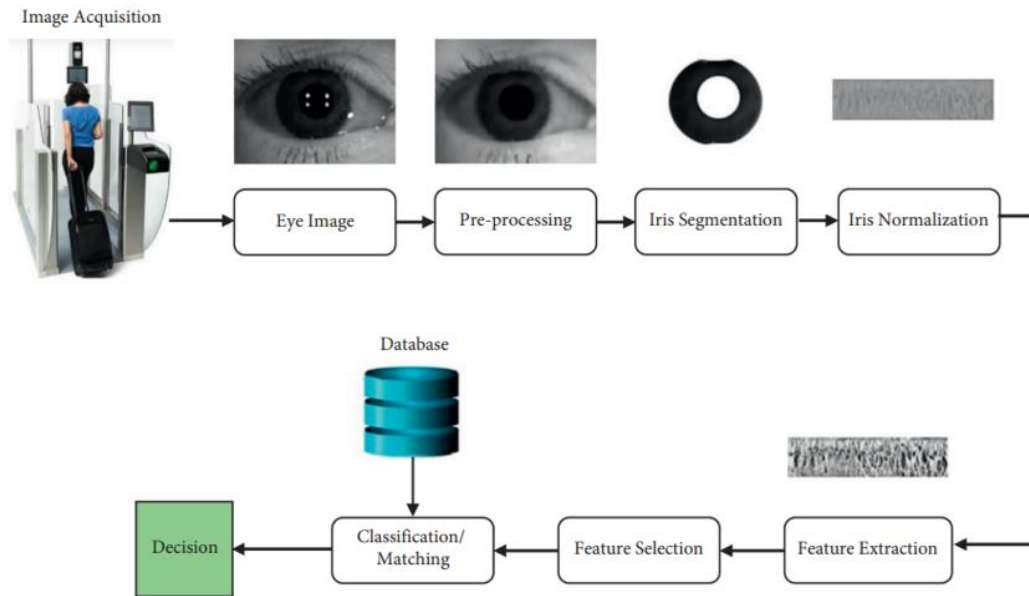 Image Acquisition
Eye Image
Pre-processing
Iris Segmentation
Iris Normalization
Database
Decision
Classification/
Matching
Feature Selection
Feature Extraction